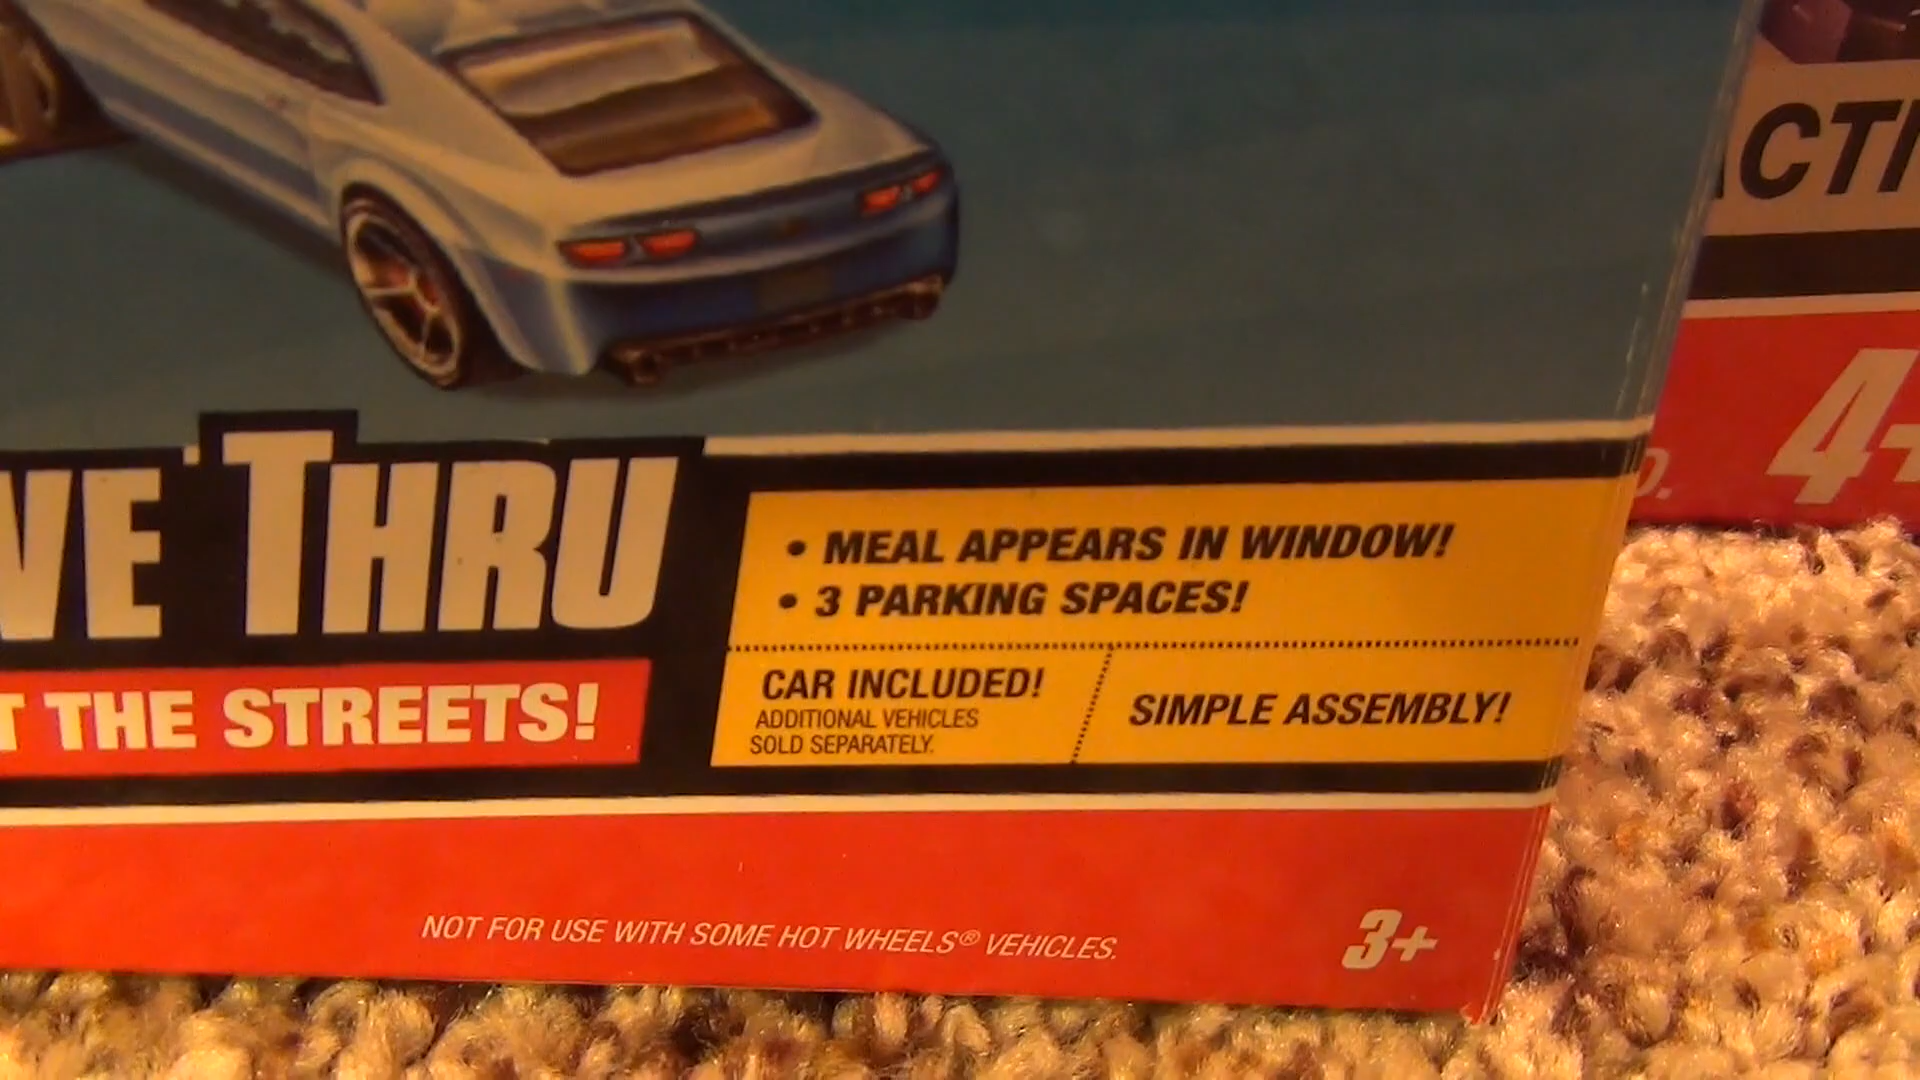 VE THRU
T THE STREETS!
• MEAL APPEARS IN WINDOW!
• 3 PARKING SPACES!
CAR INCLUDED!
ADDITIONAL VEHICLES
SOLD SEPARATELY.
SIMPLE ASSEMBLY!
NOT FOR USE WITH SOME HOT WHEELS® VEHICLES.
3+
CTI
4+